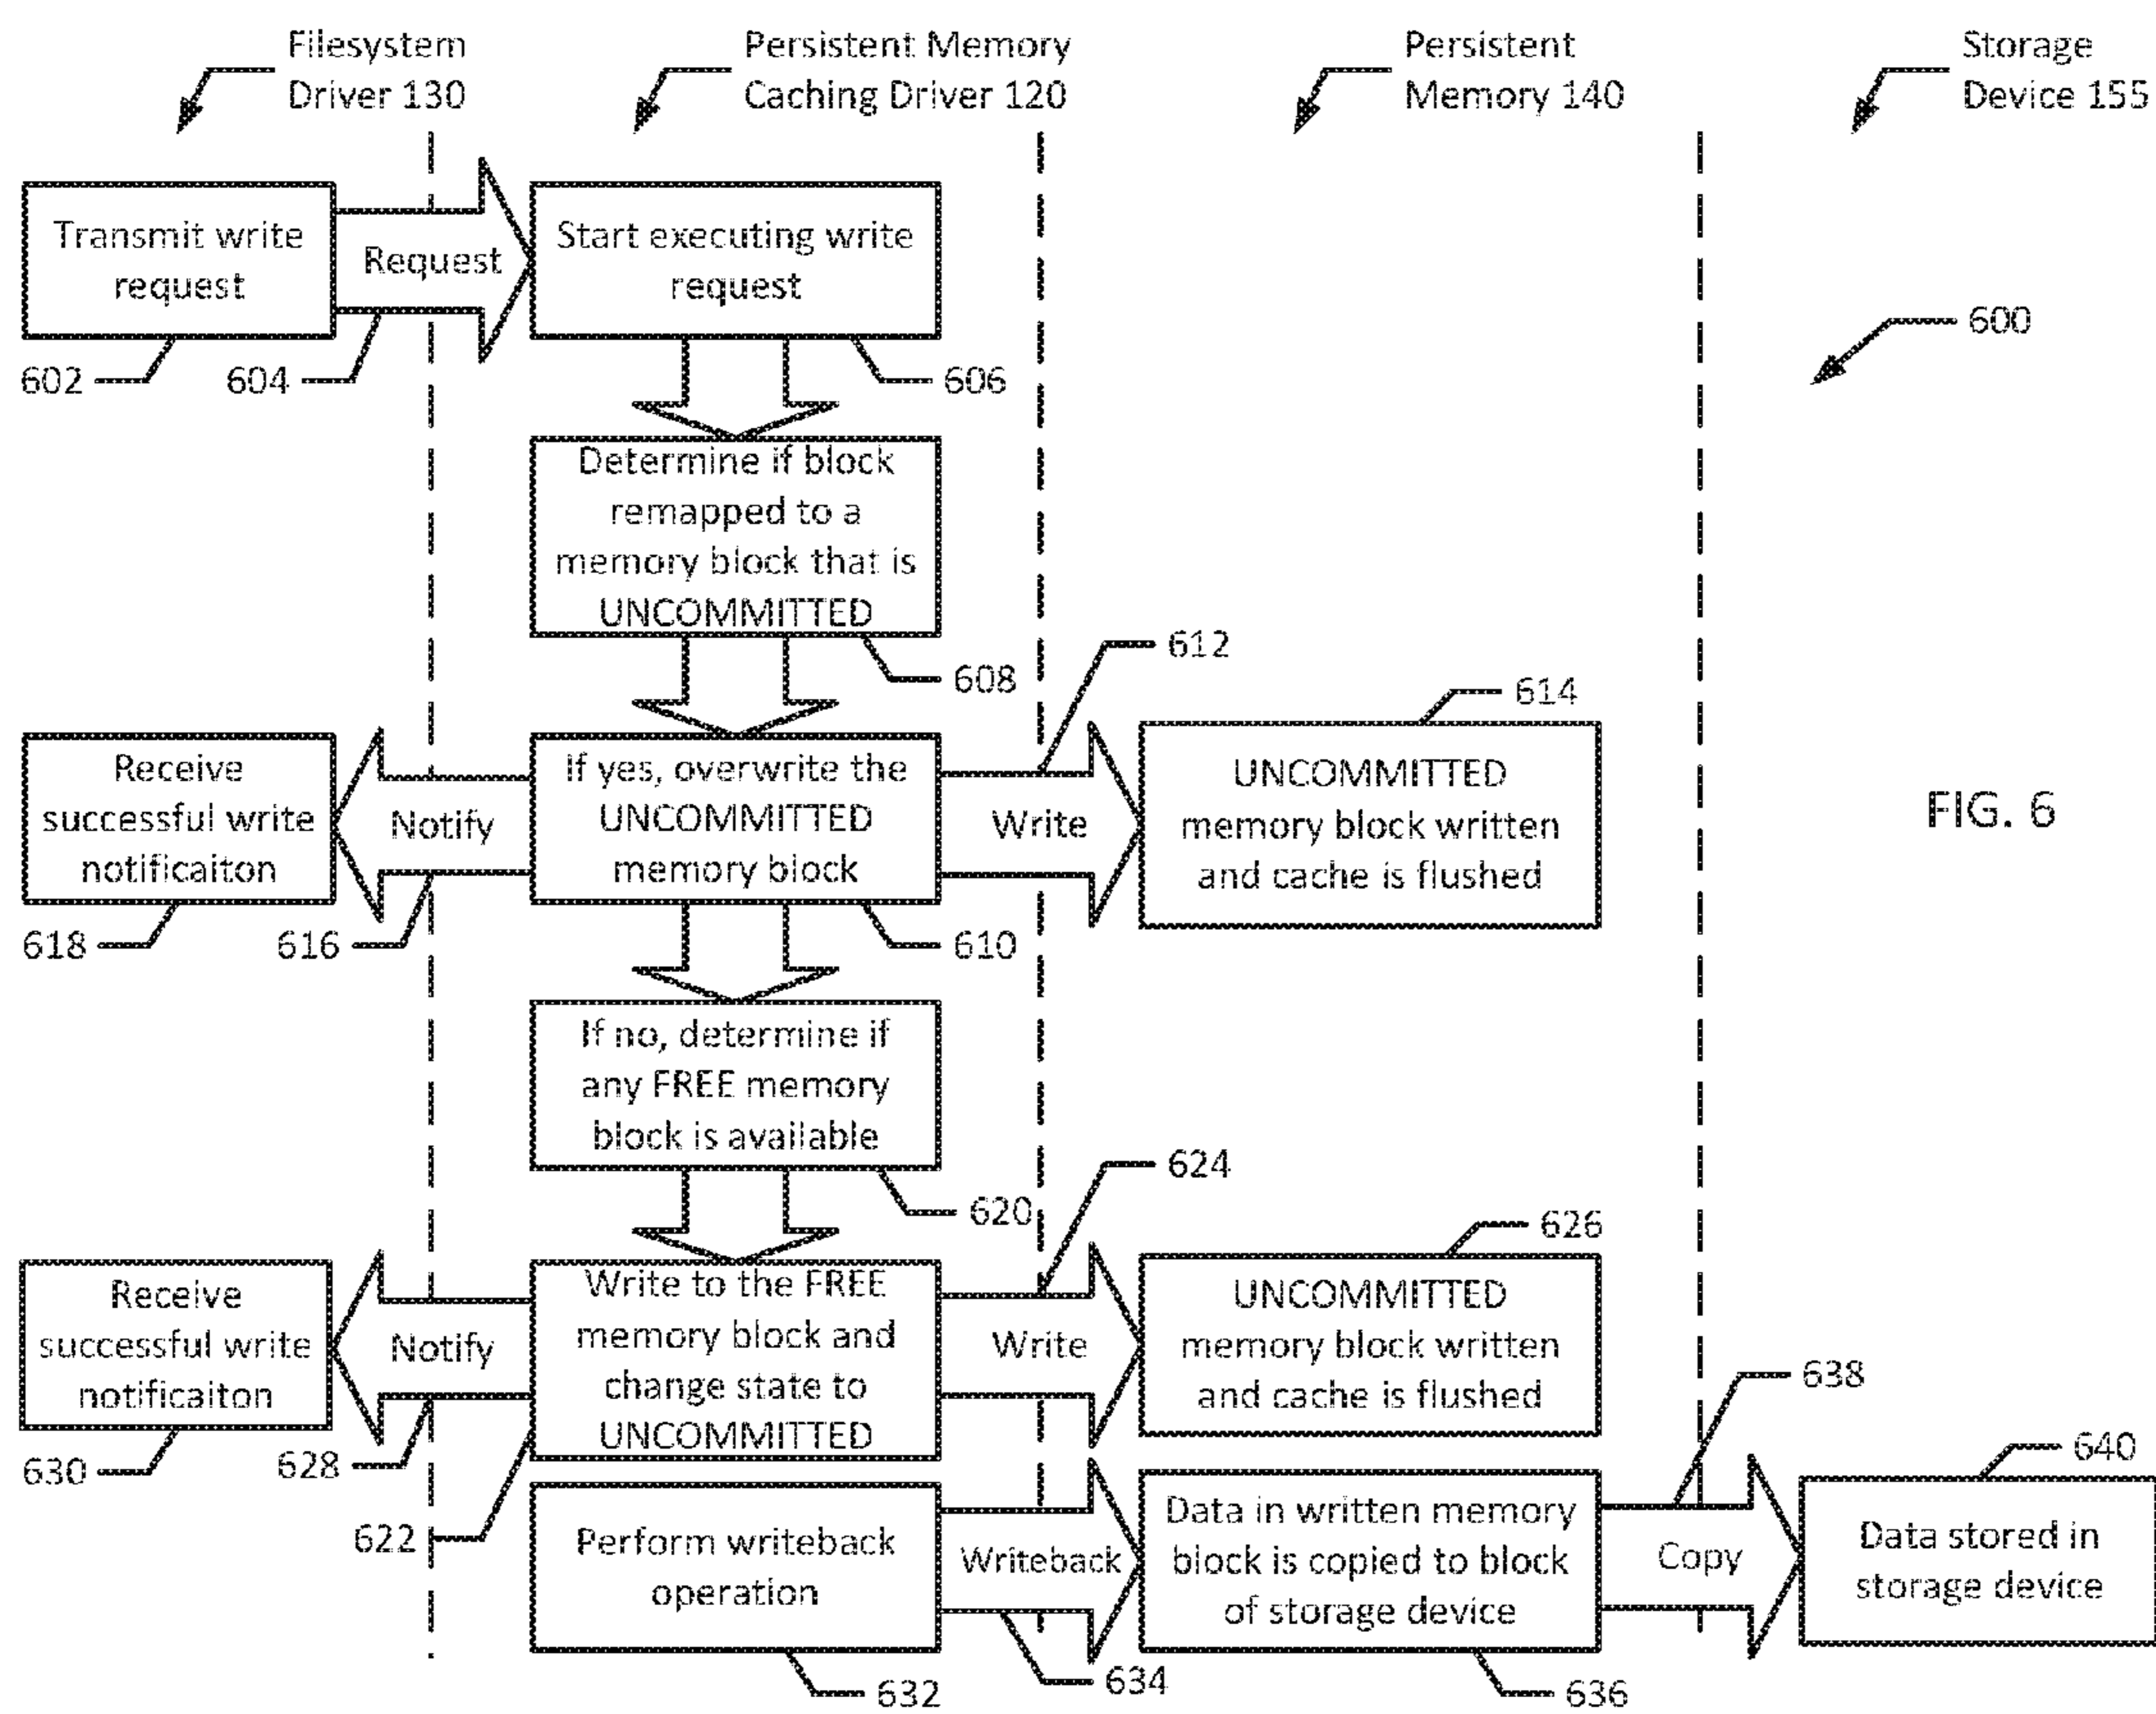 Filesystem
Driver 130
Persistent Memory
Caching Driver 120
Persistent
Memory 140
Storage
Device 155
Transmit write
request
Request
Start executing write
request
600
602
604
606
Determine if block
remapped to a
memory block that is
UNCOMMITTED
608
612
614
Receive
successful write
notificaiton
Notify
If yes, overwrite the
UNCOMMITTED
memory block
Write
UNCOMMITTED
memory block written
and cache is flushed
FIG. 6
618
616
610
If no, determine if
any FREE memory
block is available
620
624
626
Receive
successful write
notificaiton
Notify
Write to the FREE
memory block and
change state to
UNCOMMITTED
Write
UNCOMMITTED
memory block written
and cache is flushed
638
630
628
622
640
Perform writeback
operation
Writeback
Data in written memory
block is copied to block
of storage device
Copy
Data stored in
storage device
632
634
636